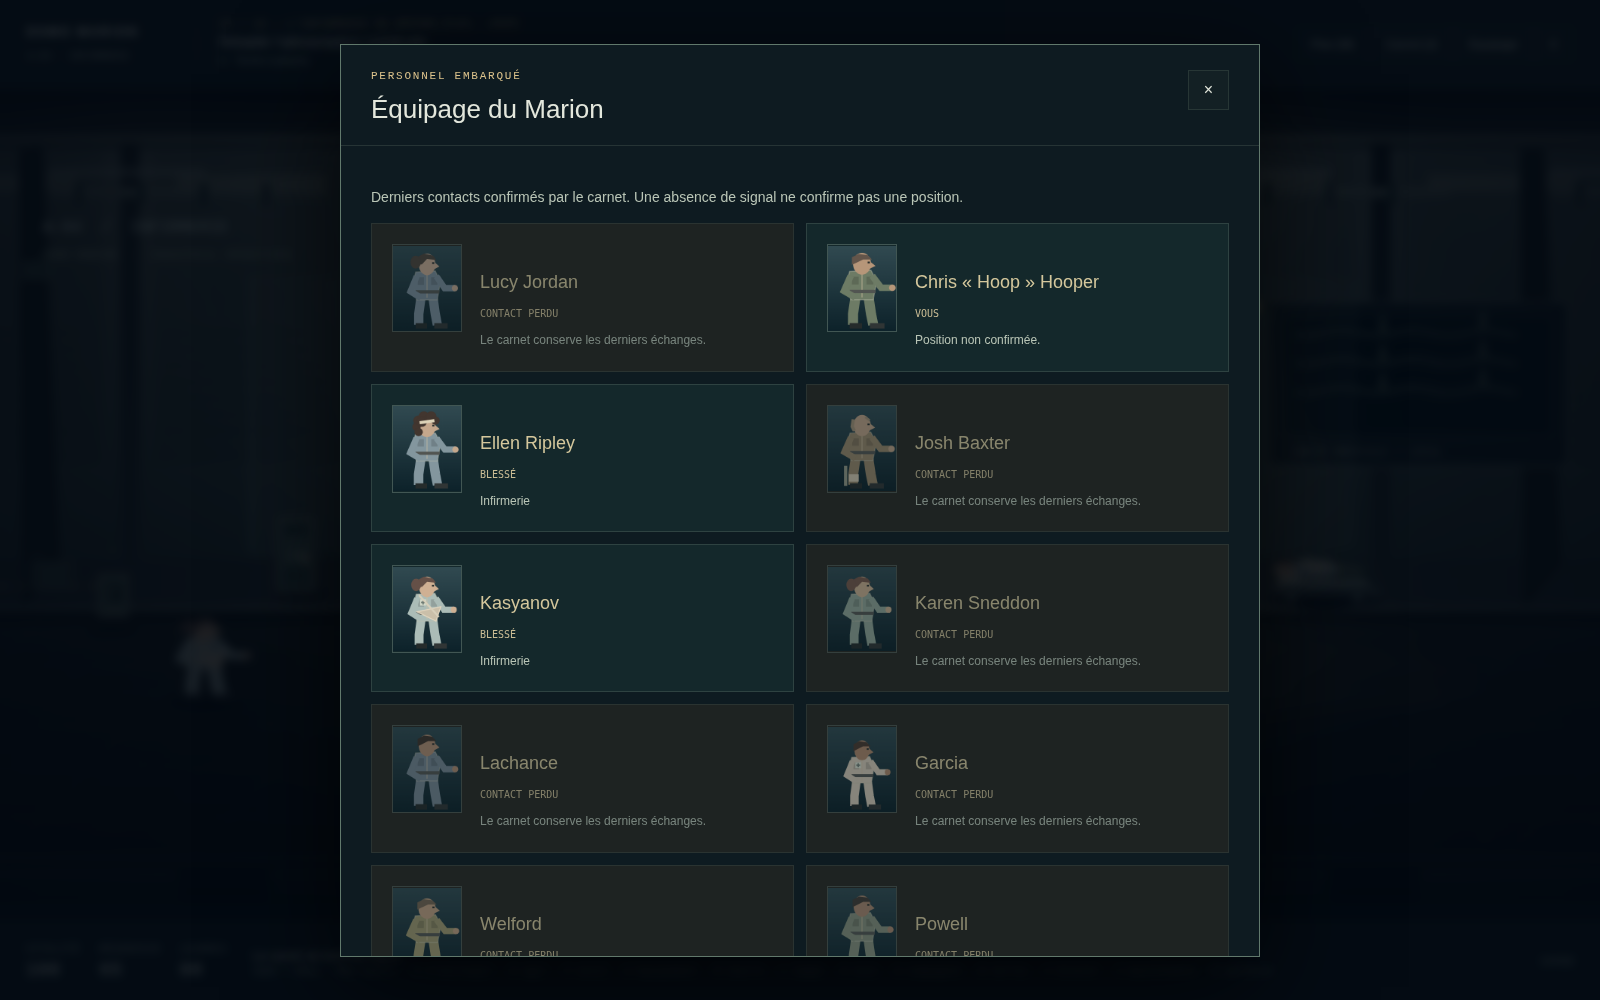 PERSONNEL EMBARQUÉ
Équipage du Marion
×
Derniers contacts confirmés par le carnet. Une absence de signal ne confirme pas une position.
Lucy Jordan
CONTACT PERDU
Le carnet conserve les derniers échanges.
Chris « Hoop » Hooper
VOUS
Position non confirmée.
Ellen Ripley
BLESSÉ
Infirmerie
Josh Baxter
CONTACT PERDU
Le carnet conserve les derniers échanges.
Kasyanov
BLESSÉ
Infirmerie
Karen Sneddon
CONTACT PERDU
Le carnet conserve les derniers échanges.
Lachance
CONTACT PERDU
Le carnet conserve les derniers échanges.
Garcia
CONTACT PERDU
Le carnet conserve les derniers échanges.
Welford
CONTACT PERDU
Powell
CONTACT PERDU